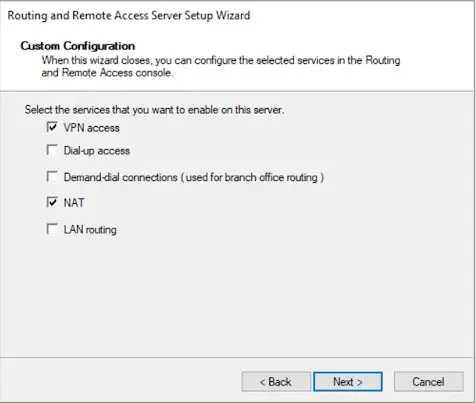 Routing and Remote Access Server Setup Wizard
Custom Configuration
When this wizard closes, you can configure the selected services in the Routing
and Remote Access console.
Select the services that you want to enable on this server.
VPN access
Dial-up access
Demand-dial connections ( used for branch office routing )
NAT
LAN routing
< Back Next > Cancel